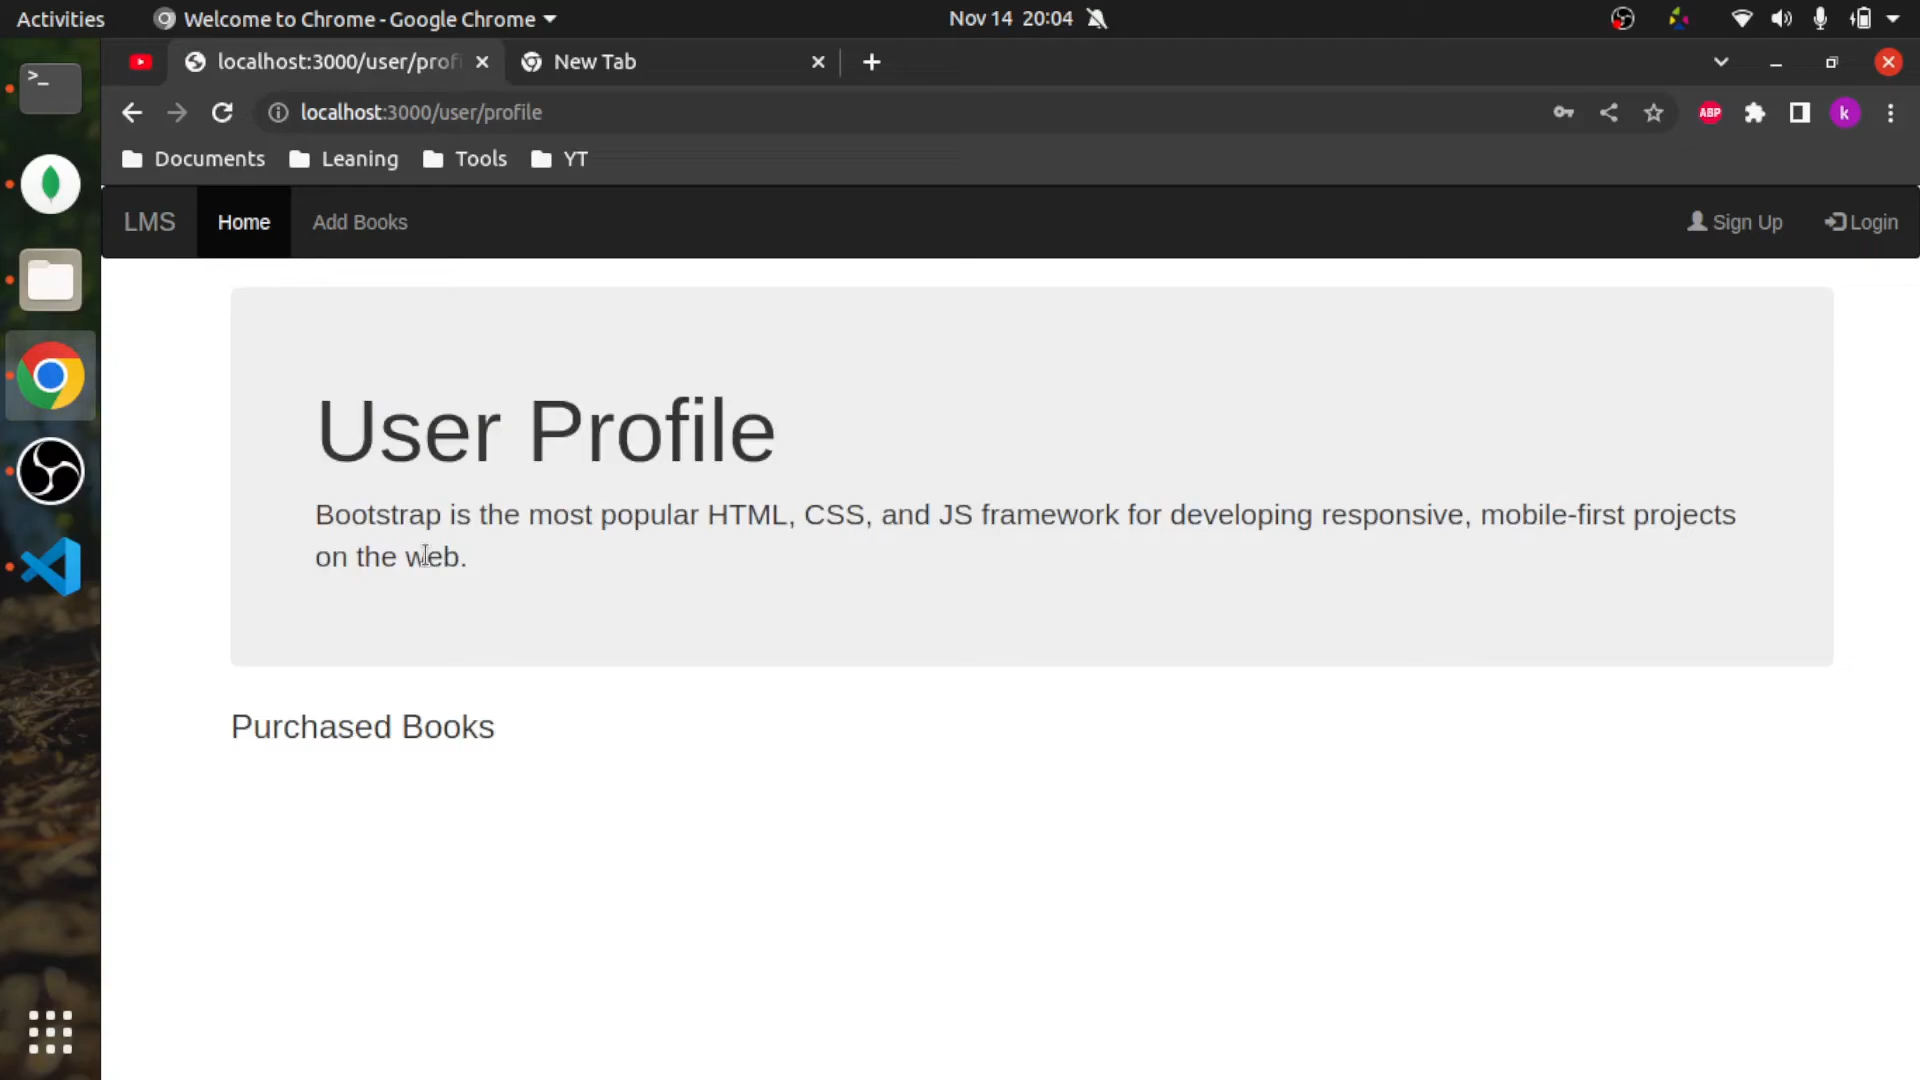 Activities Welcome to Chrome - Google Chrome Nov 14 20:04
localhost:3000/user/prof New Tab
localhost:3000/user/profile ABP k
Documents Leaning Tools YT
LMS Home Add Books Sign Up Login
User Profile
Bootstrap is the most popular HTML, CSS, and JS framework for developing responsive, mobile-first projects
on the web.
Purchased Books